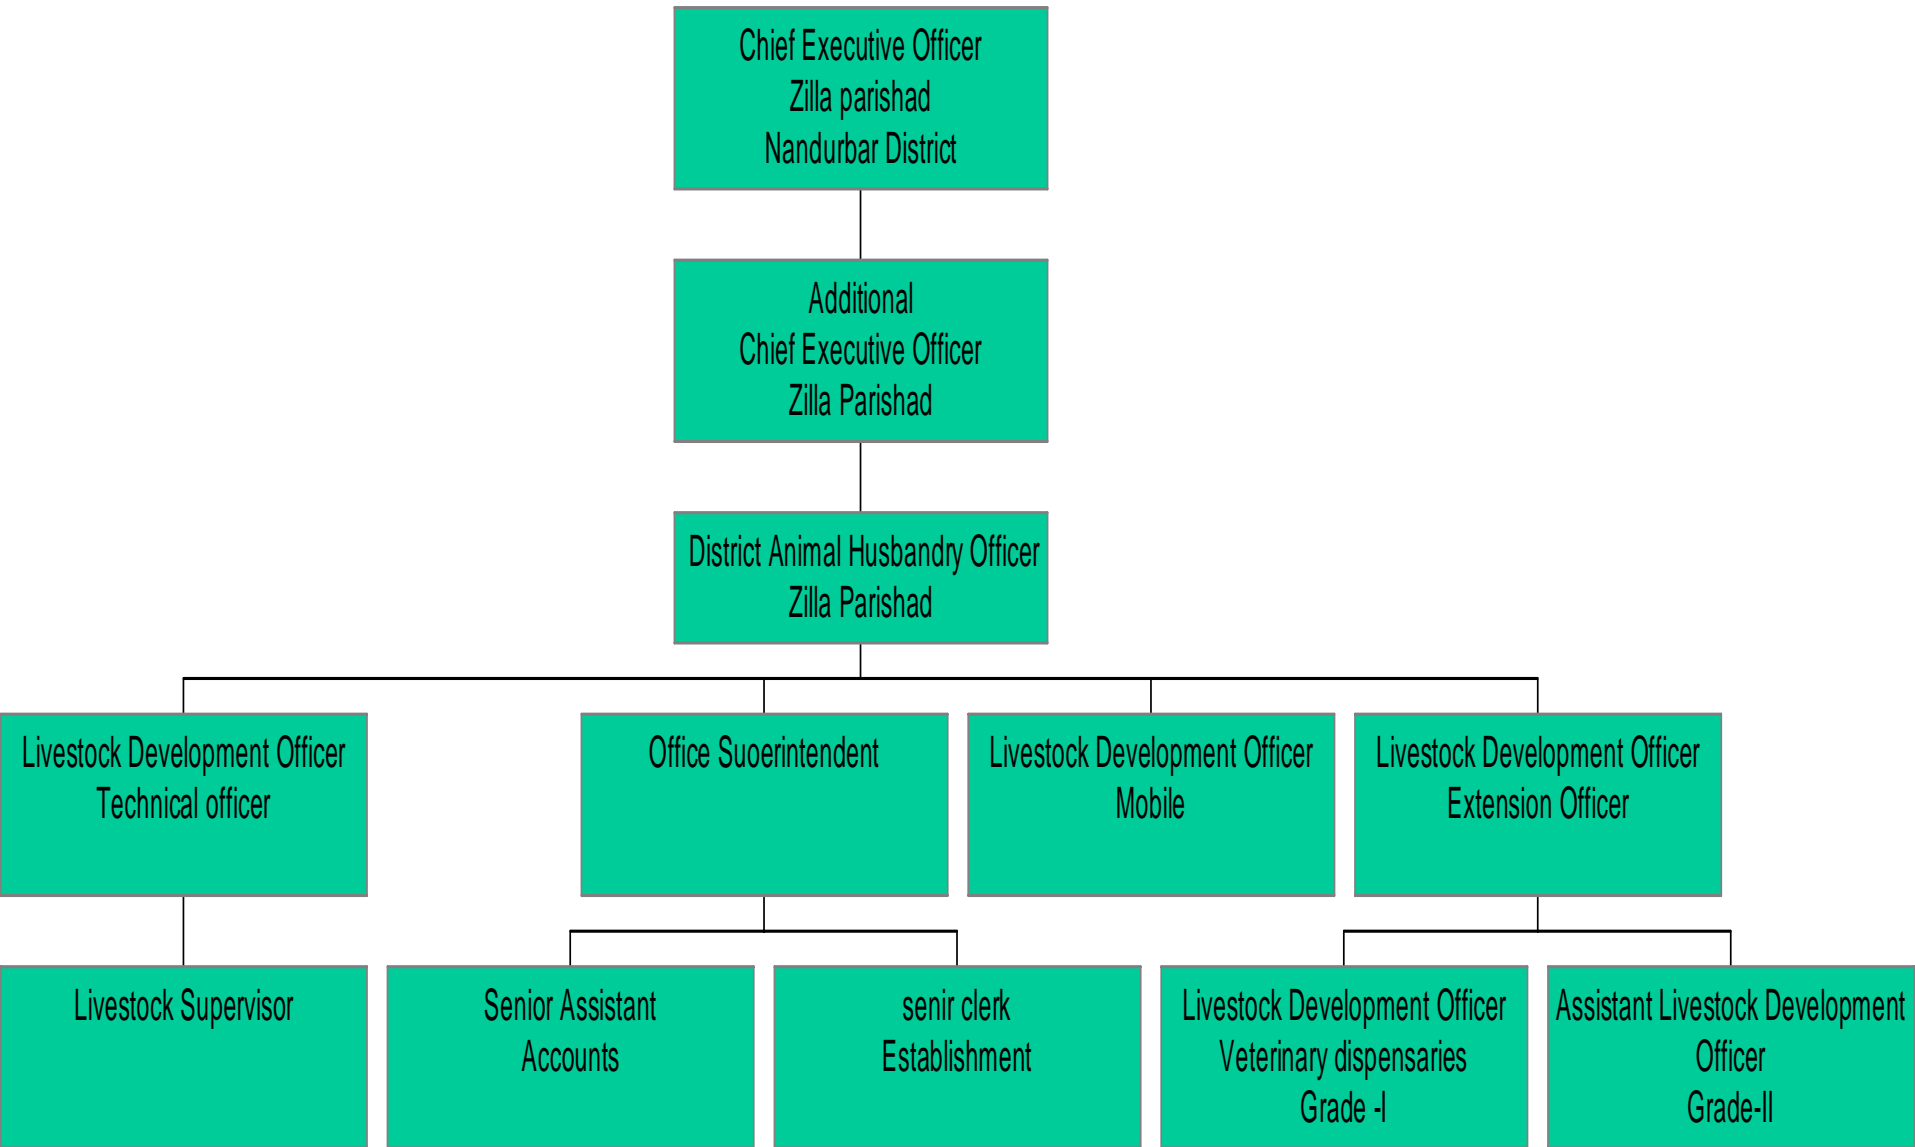 Chief Executive Officer
Zilla parishad
Nandurbar District
Additional
Chief Executive Officer
Zilla Parishad
District Animal Husbandry Officer
Zilla Parishad
Livestock Development Officer
Technical officer
Office Suoerintendent
Livestock Development Officer
Mobile
Livestock Development Officer
Extension Officer
Livestock Supervisor
Senior Assistant
Accounts
senir clerk
Establishment
Livestock Development Officer
Veterinary dispensaries
Grade -I
Assistant Livestock Development
Officer
Grade-II